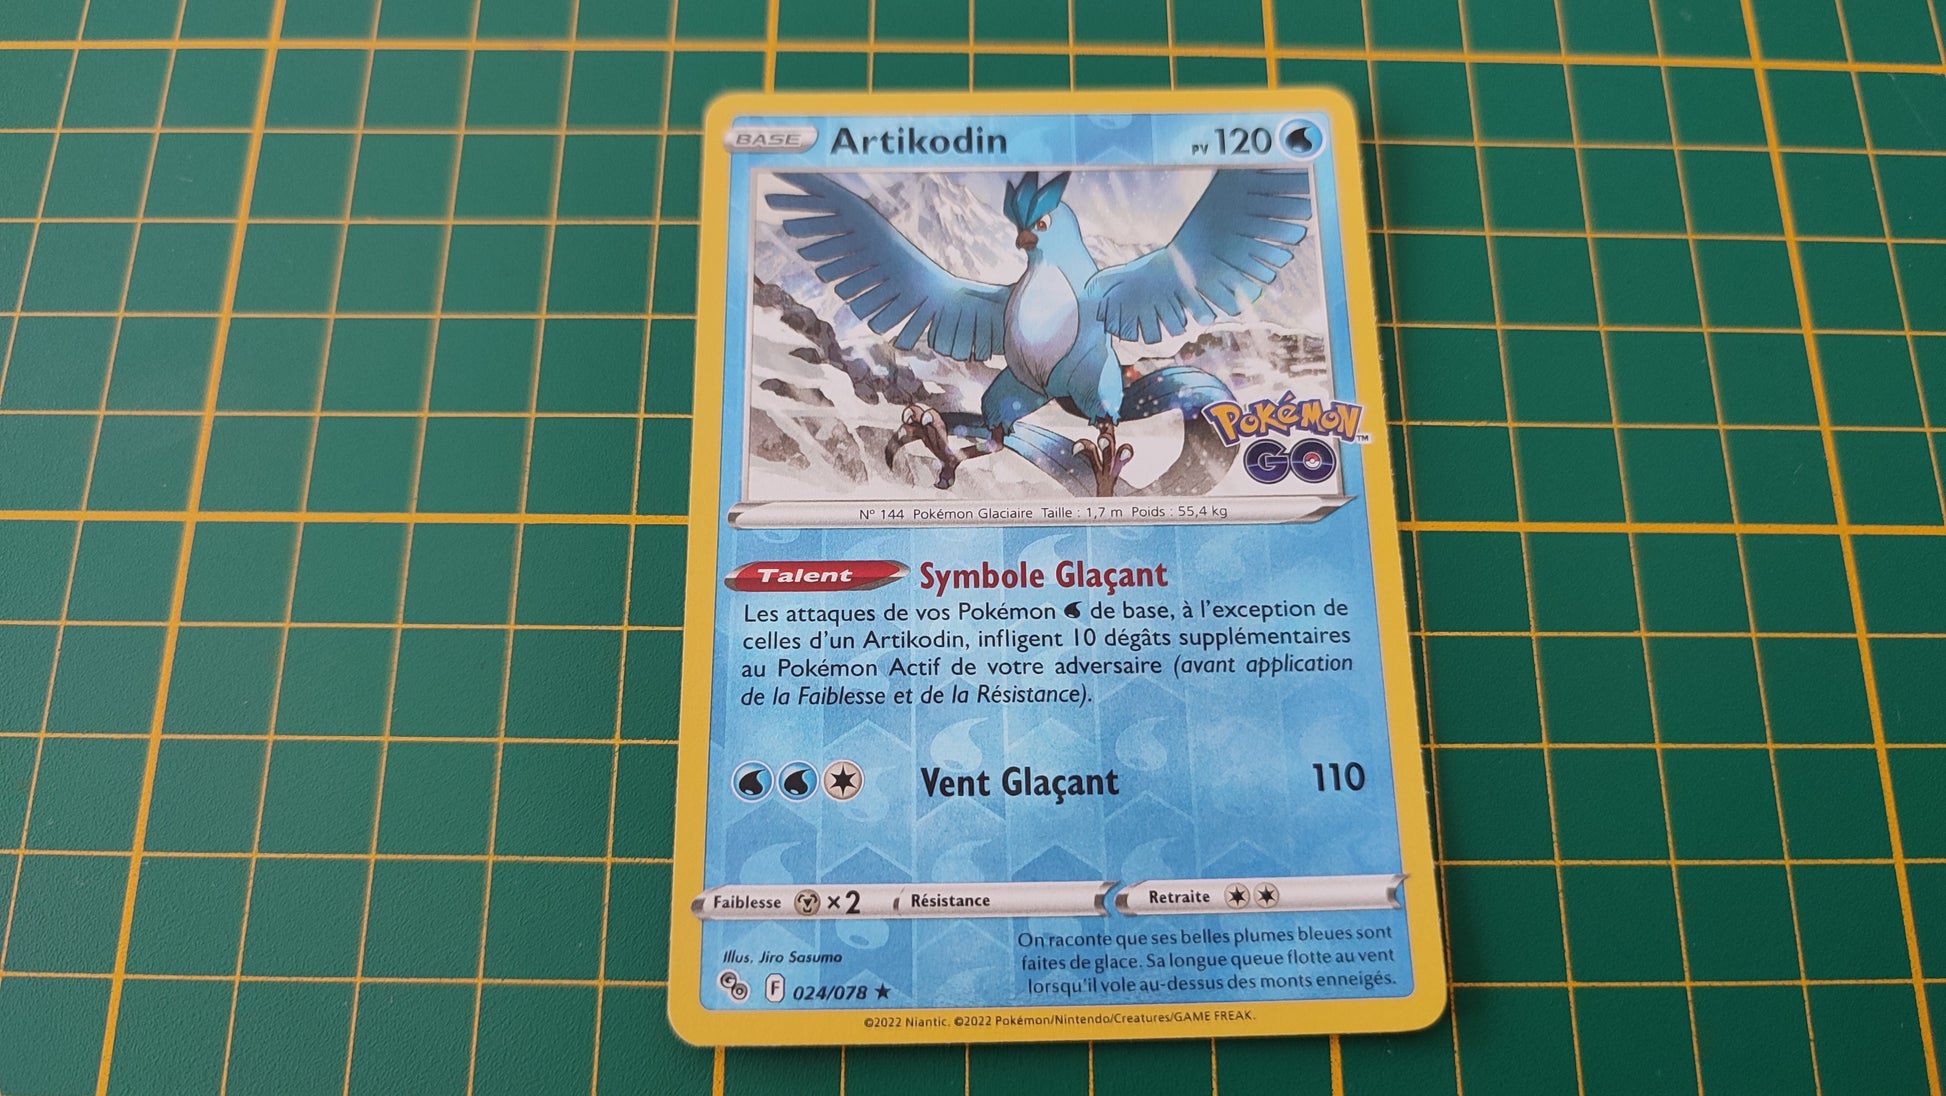 BASE Artikodin PV 120
POKÉMON™
GO
N° 144 Pokémon Glaciaire Taille : 1,7 m Poids : 55,4 kg
Talent Symbole Glaçant
Les attaques de vos Pokémon de base, à l'exception de
celles d'un Artikodin, infligent 10 dégâts supplémentaires
au Pokémon Actif de votre adversaire (avant application
de la Faiblesse et de la Résistance).
Vent Glaçant 110
Faiblesse ×2 Résistance Retraite
Illus. Jiro Sasumo
GO F 024/078 ★
On raconte que ses belles plumes bleues sont
faites de glace. Sa longue queue flotte au vent
lorsqu'il vole au-dessus des monts enneigés.
©2022 Niantic. ©2022 Pokémon/Nintendo/Creatures/GAME FREAK.